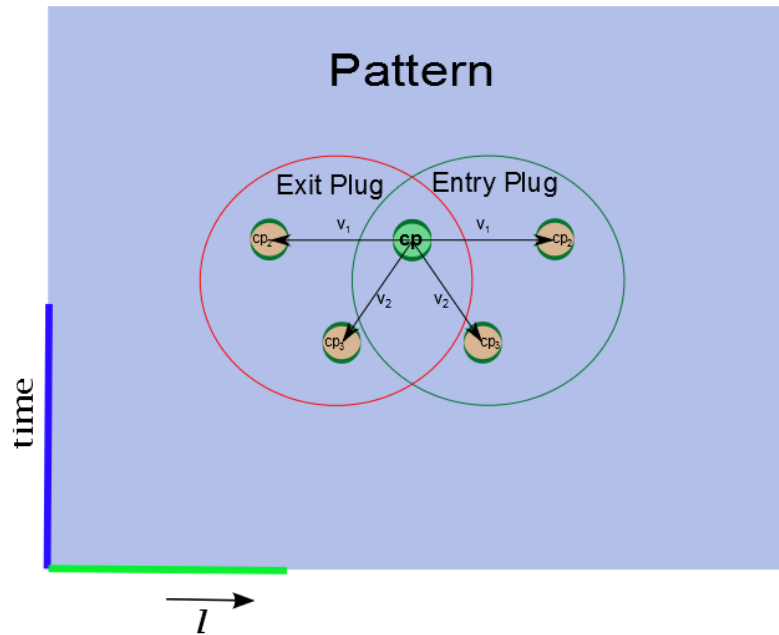 Pattern
Exit Plug
Entry Plug
cp₂
v₁
cp
v₁
cp₂
v₂
v₂
cp₃
cp₃
time
l